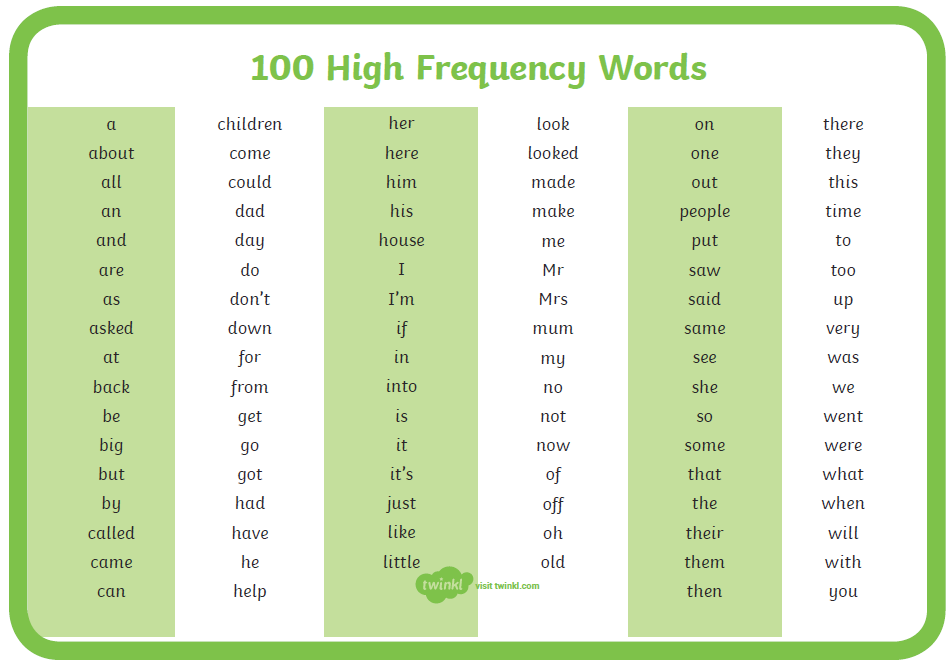 100 High Frequency Words
a
about
all
an
and
are
as
asked
at
back
be
big
but
by
called
came
can
children
come
could
dad
day
do
don't
down
for
from
get
go
got
had
have
he
help
her
here
him
his
house
I
I'm
if
in
into
is
it
it's
just
like
little
look
looked
made
make
me
Mr
Mrs
mum
my
no
not
now
of
off
oh
old
on
one
out
people
put
saw
said
same
see
she
so
some
that
the
their
them
then
there
they
this
time
to
too
up
very
was
we
went
were
what
when
will
with
you
twinkl visit twinkl.com